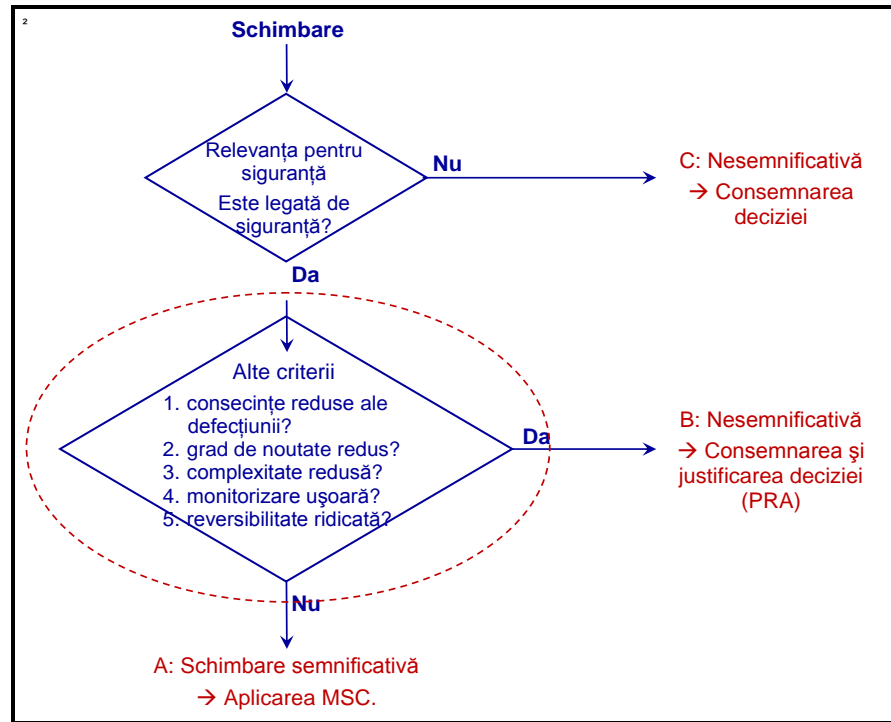 2
Schimbare
Relevanța pentru
siguranță
Este legată de
siguranță?
Nu
C: Nesemnificativă
→ Consemnarea
deciziei
Da
Alte criterii
1. consecințe reduse ale
defecțiunii?
2. grad de noutate redus?
3. complexitate redusă?
4. monitorizare ușoară?
5. reversibilitate ridicată?
Da
B: Nesemnificativă
→ Consemnarea şi
justificarea deciziei
(PRA)
Nu
A: Schimbare semnificativă
→ Aplicarea MSC.